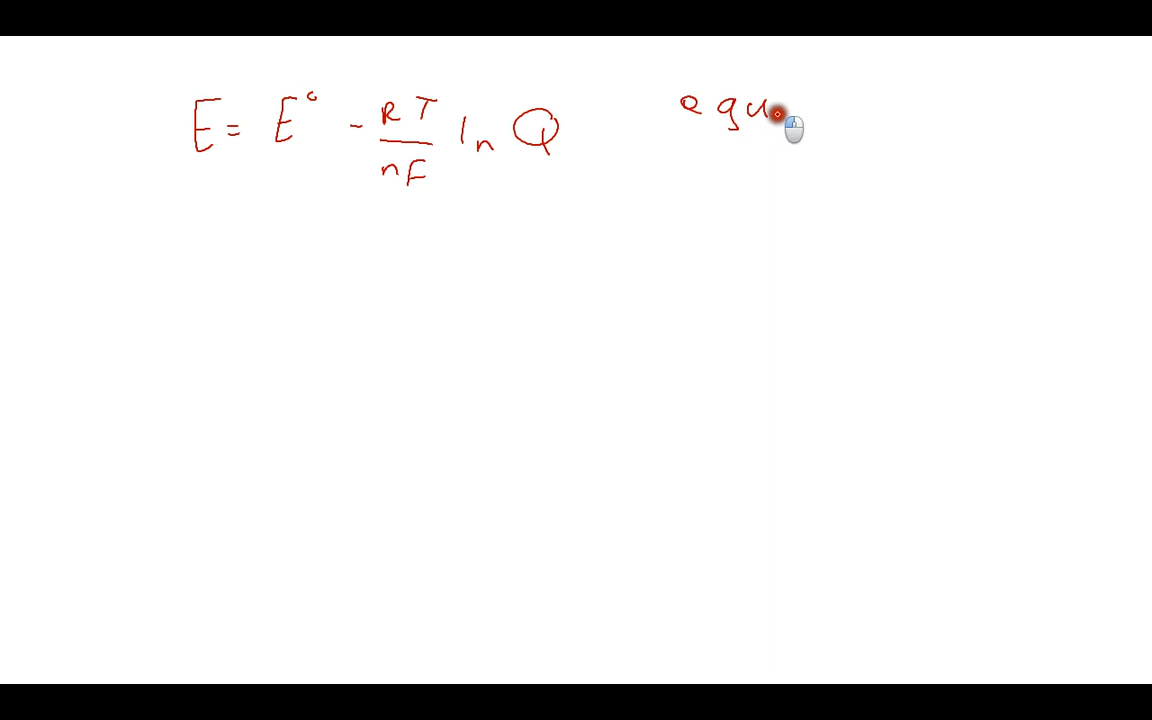 E = E° - RT/nF ln Q
equ